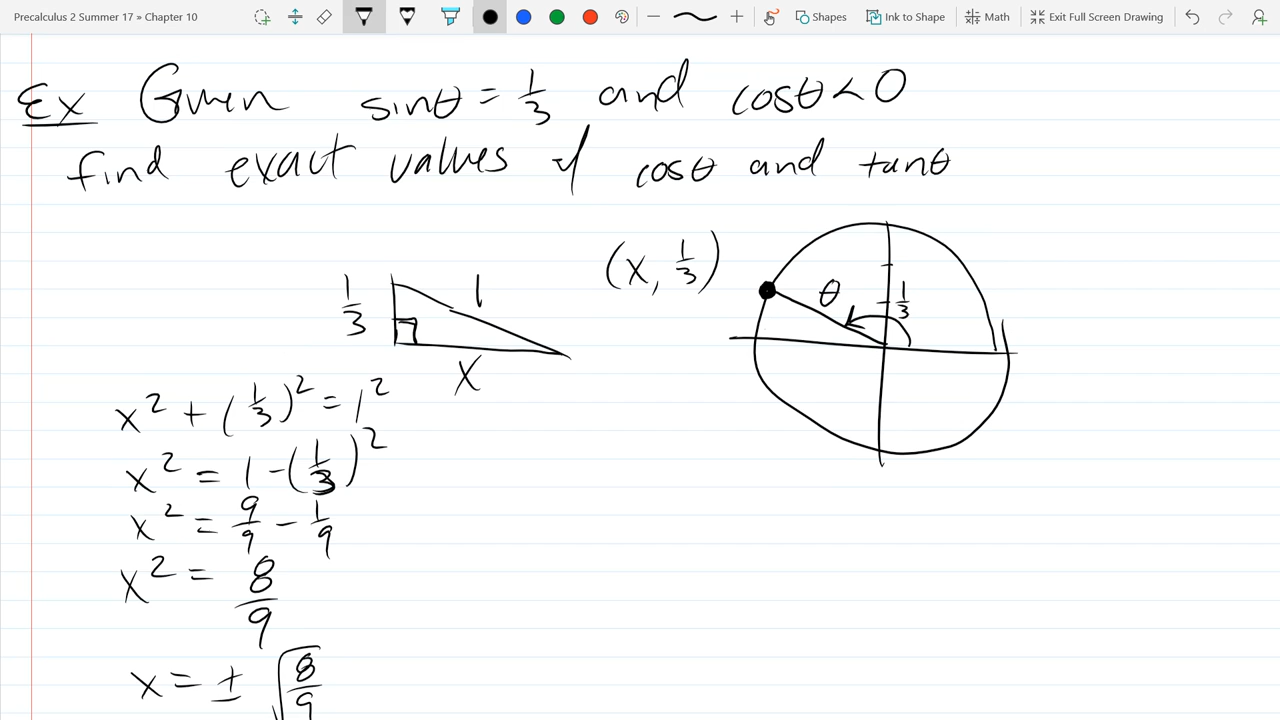 Precalculus 2 Summer 17 » Chapter 10
Shapes
Ink to Shape
Math
Exit Full Screen Drawing
Ex Given sinθ = 1/3 and cosθ < 0
find exact values of cosθ and tanθ
1/3
1
x
(x, 1/3)
θ
1/3
1
x² + (1/3)² = 1²
x² = 1 - (1/3)²
x² = 9/9 - 1/9
x² = 8/9
x = ± √(8/9)